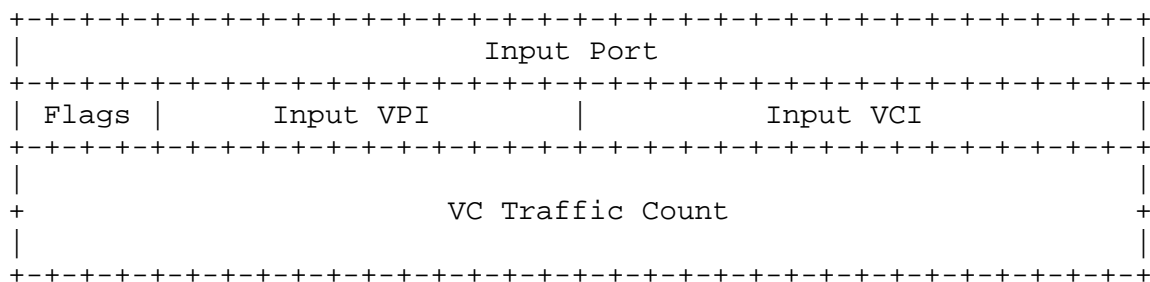 +-+-+-+-+-+-+-+-+-+-+-+-+-+-+-+-+-+-+-+-+-+-+-+-+-+-+-+-+-+-+-+-+
|                          Input Port                           |
+-+-+-+-+-+-+-+-+-+-+-+-+-+-+-+-+-+-+-+-+-+-+-+-+-+-+-+-+-+-+-+-+
| Flags |      Input VPI        |          Input VCI            |
+-+-+-+-+-+-+-+-+-+-+-+-+-+-+-+-+-+-+-+-+-+-+-+-+-+-+-+-+-+-+-+-+
|                                                               |
+                        VC Traffic Count                       +
|                                                               |
+-+-+-+-+-+-+-+-+-+-+-+-+-+-+-+-+-+-+-+-+-+-+-+-+-+-+-+-+-+-+-+-+